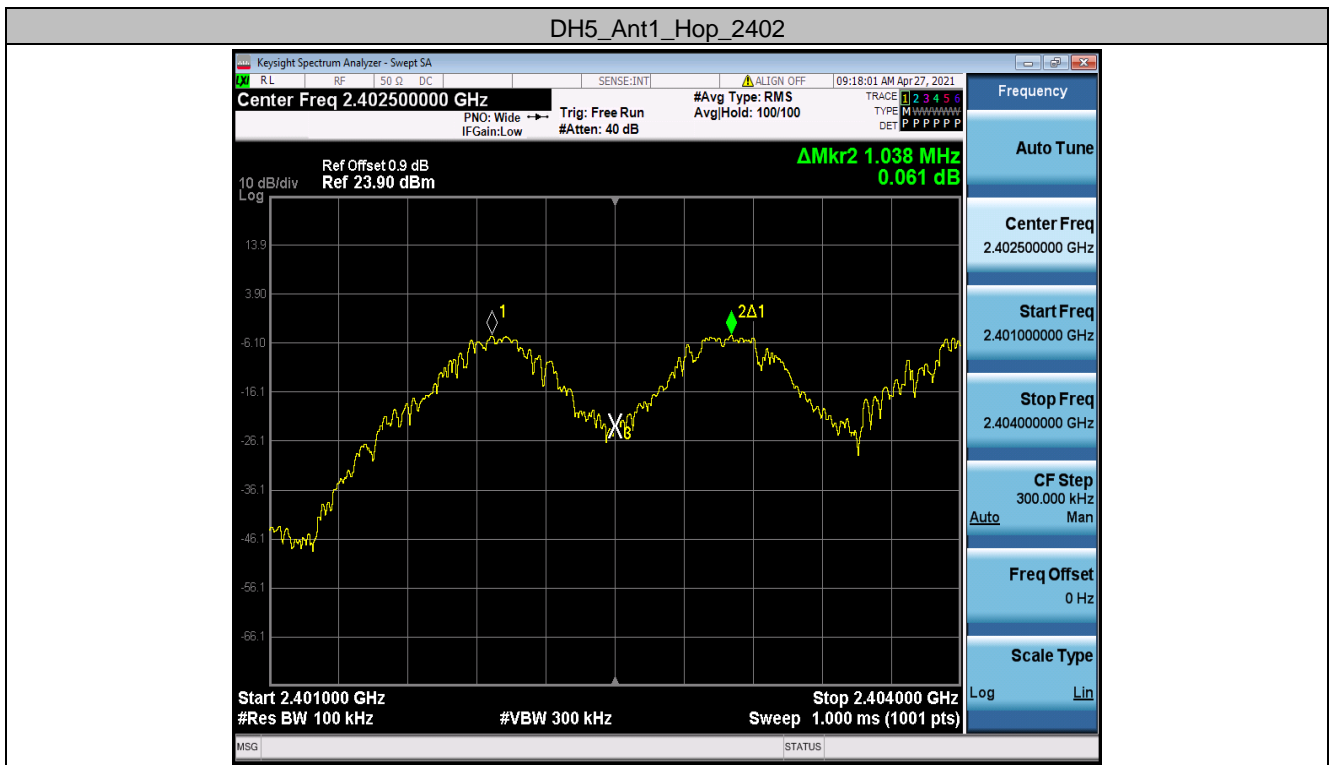 DH5_Ant1_Hop_2402
Keysight Spectrum Analyzer - Swept SA
LXI RL RF 50 Ω DC SENSE:INT ALIGN OFF 09:18:01 AM Apr 27, 2021
Center Freq 2.402500000 GHz
PNO: Wide
IFGain:Low
Trig: Free Run
#Atten: 40 dB
#Avg Type: RMS
Avg|Hold: 100/100
TRACE 1 2 3 4 5 6
TYPE M WWWWW
DET P P P P P P
ΔMkr2 1.038 MHz
0.061 dB
Ref Offset 0.9 dB
10 dB/div Ref 23.90 dBm
Log
13.9
3.90
-6.10
-16.1
-26.1
-36.1
-46.1
-56.1
-66.1
1
2Δ1
3
Start 2.401000 GHz Stop 2.404000 GHz
#Res BW 100 kHz #VBW 300 kHz Sweep 1.000 ms (1001 pts)
MSG STATUS
Frequency
Auto Tune
Center Freq
2.402500000 GHz
Start Freq
2.401000000 GHz
Stop Freq
2.404000000 GHz
CF Step
300.000 kHz
Auto Man
Freq Offset
0 Hz
Scale Type
Log Lin